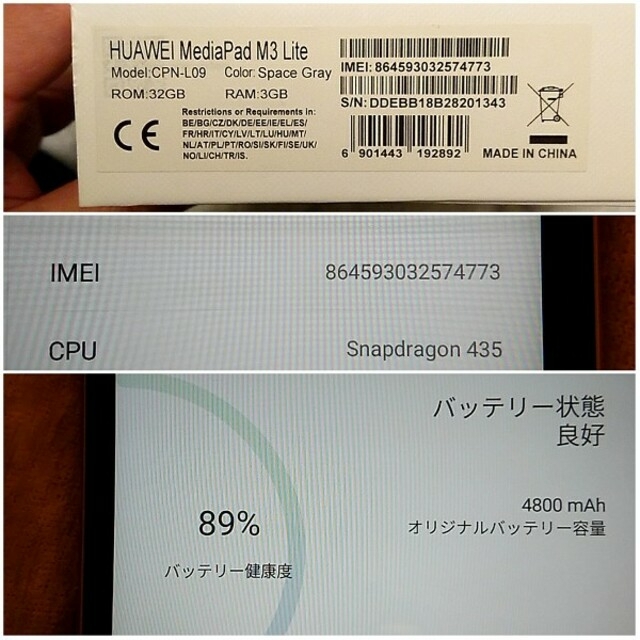 HUAWEI MediaPad M3 Lite
Model:CPN-L09 Color: Space Gray
ROM:32GB RAM:3GB
Restrictions or Requirements in:
BE/BG/CZ/DK/DE/EE/IE/EL/ES/
FR/HR/IT/CY/LV/LT/LU/HU/MT/
NL/AT/PL/PT/RO/SI/SK/FI/SE/UK/
NO/LI/CH/TR/IS.
CE
IMEI:864593032574773
S/N:DDEBB18B28201343
6 901443 192892
MADE IN CHINA
IMEI 864593032574773
CPU Snapdragon 435
バッテリー状態
良好
89%
バッテリー健康度
4800 mAh
オリジナルバッテリー容量